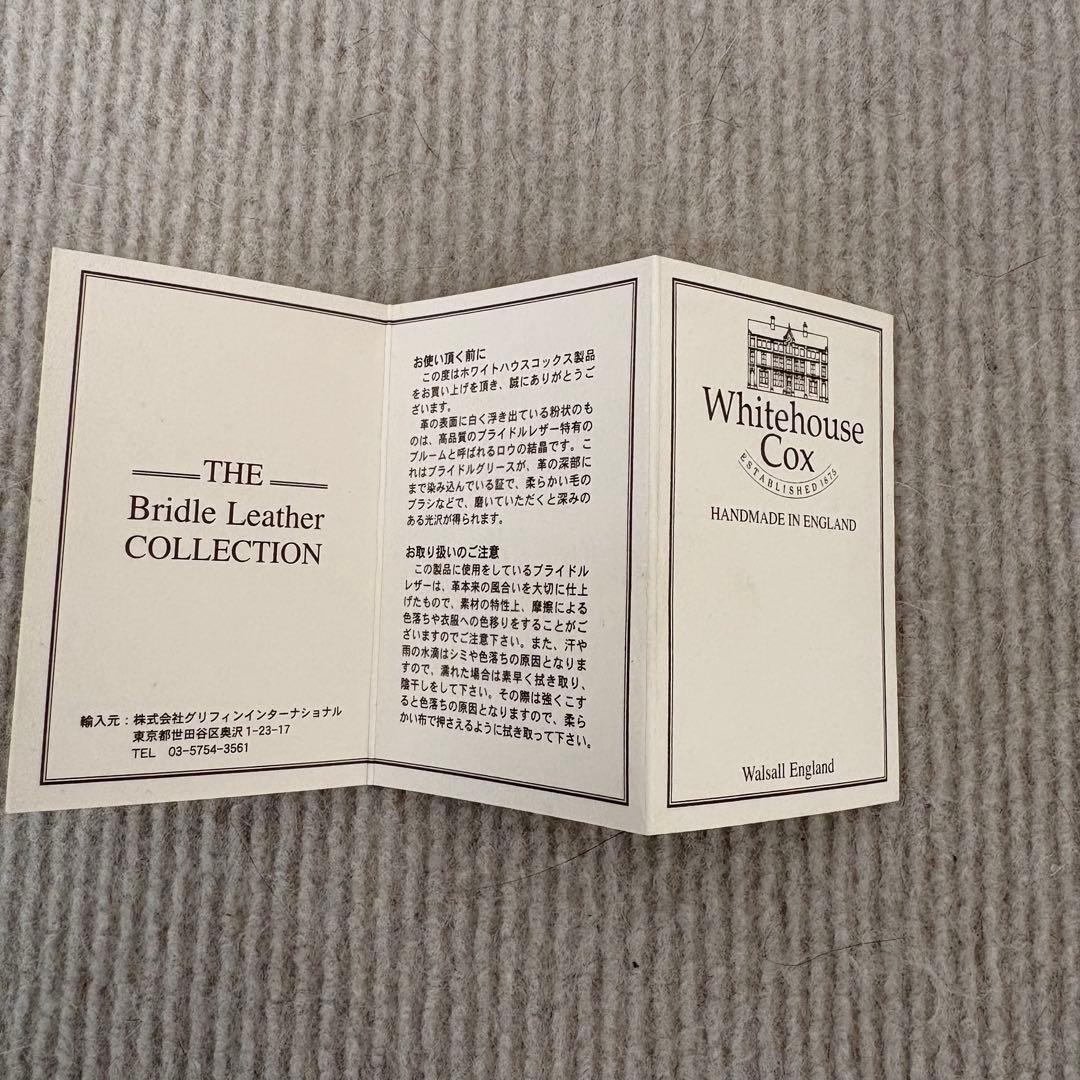 THE
Bridle Leather
COLLECTION
輸入元：株式会社グリフィンインターナショナル
東京都世田谷区奥沢1-23-17
TEL 03-5754-3561
お使い頂く前に
この度はホワイトハウスコックス製品
をお買い上げを頂き、誠にありがとうご
ざいます。
革の表面に白く浮き出ている粉状のも
のは、高品質のブライドルレザー特有の
ブルームと呼ばれるロウの結晶です。こ
れはブライドルグリースが、革の深部に
まで染み込んでいる証で、柔らかい毛の
ブラシなどで、磨いていただくと深みの
ある光沢が得られます。
お取り扱いのご注意
この製品に使用をしているブライドル
レザーは、革本来の風合いを大切に仕上
げたもので、素材の特性上、摩擦による
色落ちや衣服への色移りをすることがご
ざいますのでご注意下さい。また、汗や
雨の水滴はシミや色落ちの原因となりま
すので、濡れた場合は素早く拭き取り、
陰干しをして下さい。その際は強くこす
ると色落ちの原因となりますので、柔ら
かい布で押さえるように拭き取って下さい。
Whitehouse
Cox
ESTABLISHED 1875
HANDMADE IN ENGLAND
Walsall England